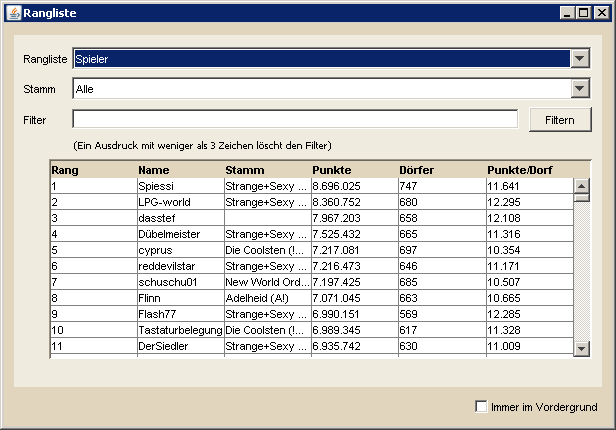 Rangliste
Rangliste Spieler
Stamm Alle
Filter Filtern
(Ein Ausdruck mit weniger als 3 Zeichen löscht den Filter)
Rang Name Stamm Punkte Dörfer Punkte/Dorf
1 Spiessi Strange+Sexy ... 8.696.025 747 11.641
2 LPG-world Strange+Sexy ... 8.360.752 680 12.295
3 dasstef 7.967.203 658 12.108
4 Dübelmeister Strange+Sexy ... 7.525.432 665 11.316
5 cyprus Die Coolsten (!... 7.217.081 697 10.354
6 reddevilstar Strange+Sexy ... 7.216.473 646 11.171
7 schuschu01 New World Ord... 7.197.425 685 10.507
8 Flinn Adelheid (A!) 7.071.045 663 10.665
9 Flash77 Strange+Sexy ... 6.990.151 569 12.285
10 Tastaturbelegung Die Coolsten (!... 6.989.345 617 11.328
11 DerSiedler Strange+Sexy ... 6.935.742 630 11.009
Immer im Vordergrund